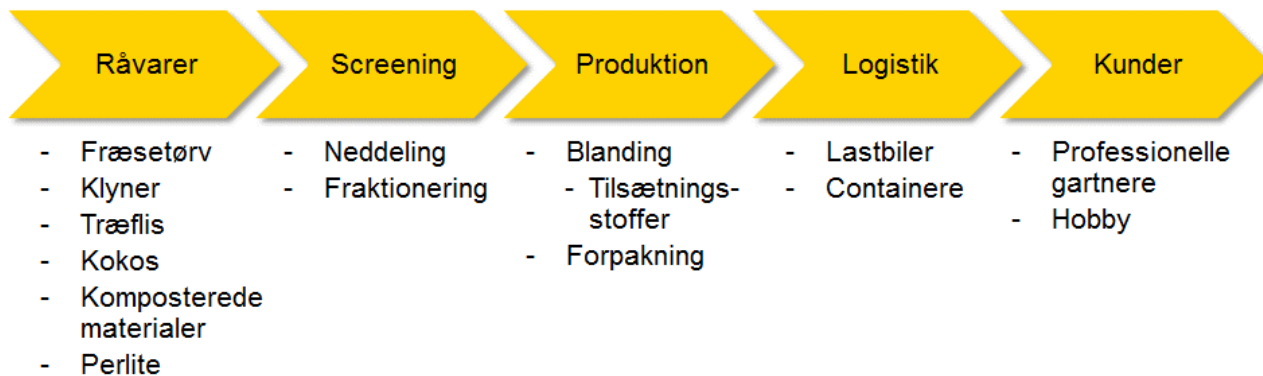 Råvarer
Screening
Produktion
Logistik
Kunder
- Fræsetørv
- Klyner
- Træflis
- Kokos
- Komposterede
materialer
- Perlite
- Neddeling
- Fraktionering
- Blanding
- Tilsætnings-
stoffer
- Forpakning
- Lastbiler
- Containere
- Professionelle
gartnere
- Hobby